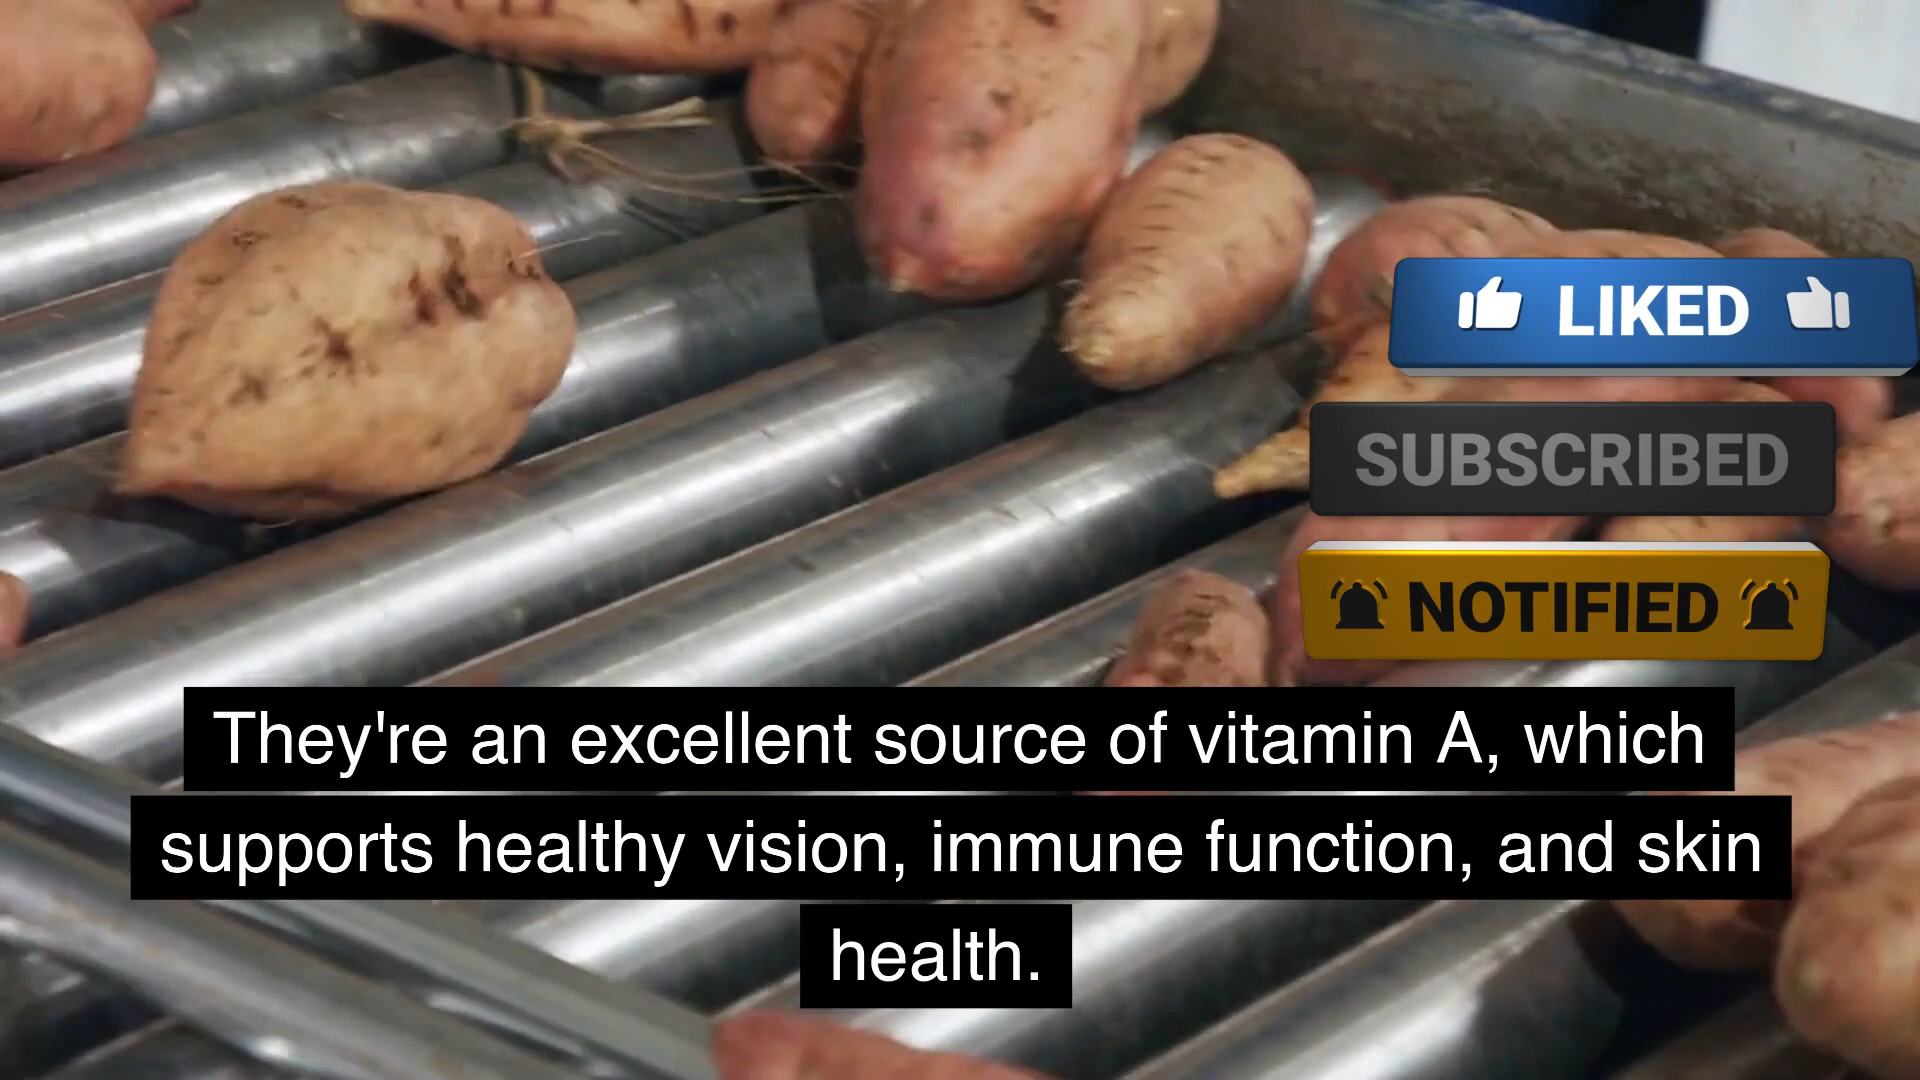 LIKED
SUBSCRIBED
NOTIFIED
They're an excellent source of vitamin A, which
supports healthy vision, immune function, and skin
health.